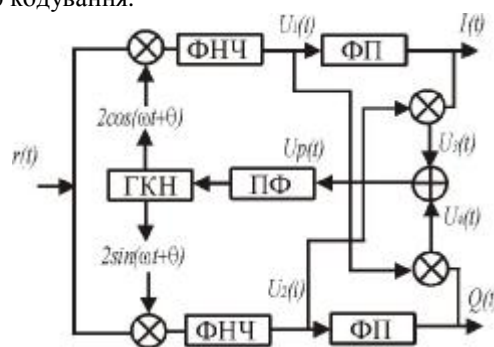 кодування.
U₁(t)
I(t)
ФНЧ
ФП
2cos(ωt+θ)
U₃(t)
r(t)
Up(t)
ГКН
ПФ
U₄(t)
2sin(ωt+θ)
U₂(t)
Q(t)
ФНЧ
ФП